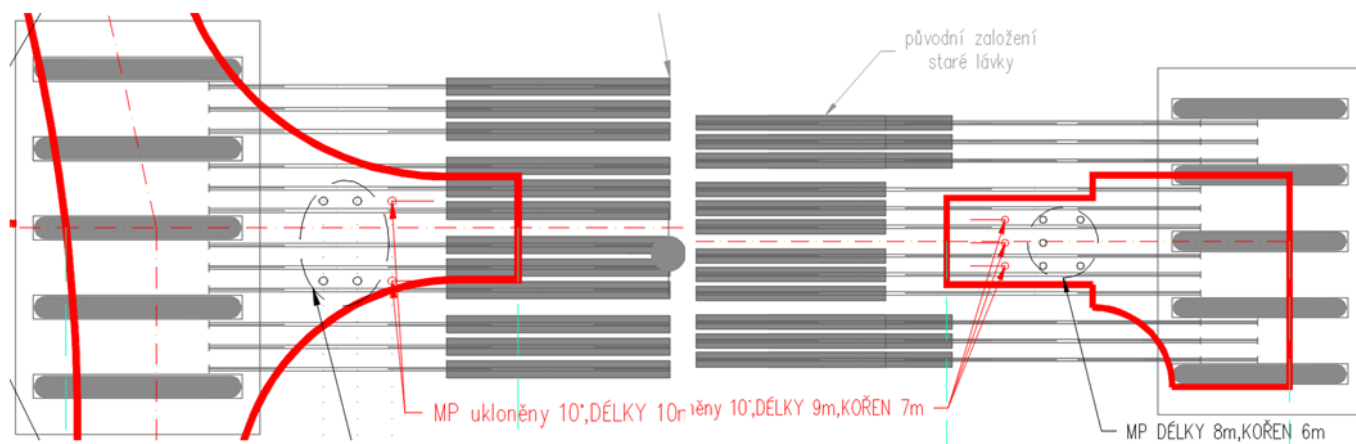 původní založení
staré lávky
MP ukloněny 10°,DÉLKY 10m
něny 10°,DÉLKY 9m,KOŘEN 7m
MP DÉLKY 8m,KOŘEN 6m